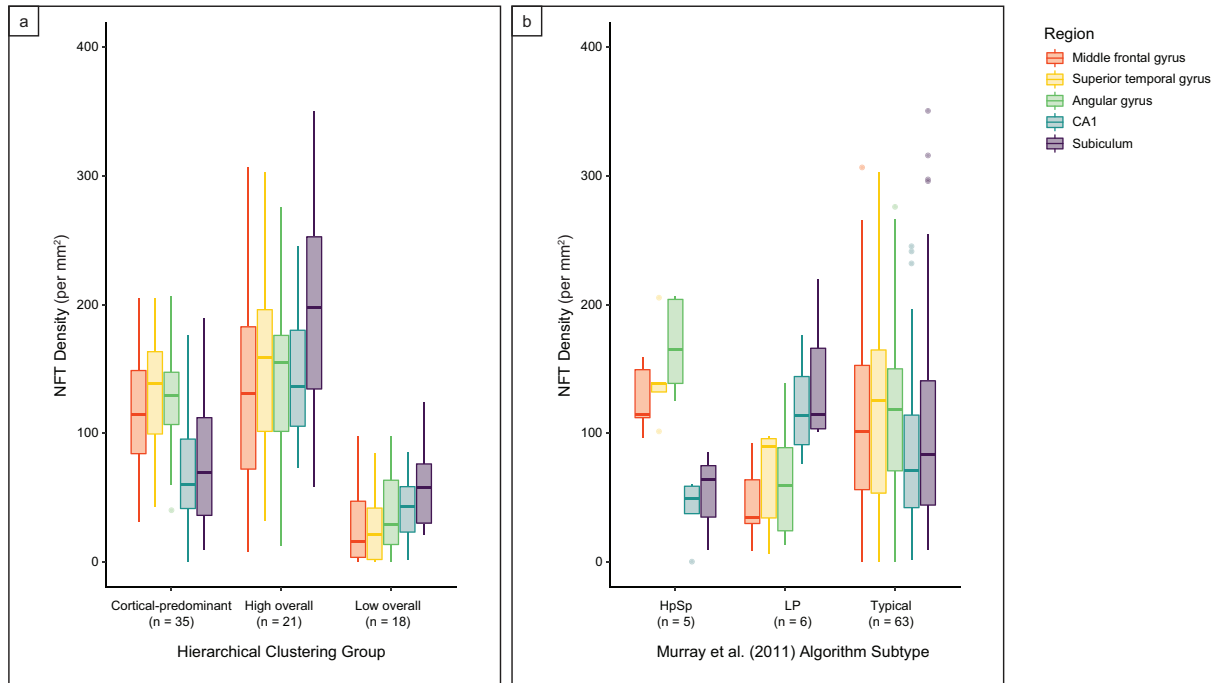 a
400
300
200
100
0
NFT Density (per mm²)
Cortical-predominant
(n = 35)
High overall
(n = 21)
Low overall
(n = 18)
Hierarchical Clustering Group
b
400
300
200
100
0
NFT Density (per mm²)
HpSp
(n = 5)
LP
(n = 6)
Typical
(n = 63)
Murray et al. (2011) Algorithm Subtype
Region
Middle frontal gyrus
Superior temporal gyrus
Angular gyrus
CA1
Subiculum